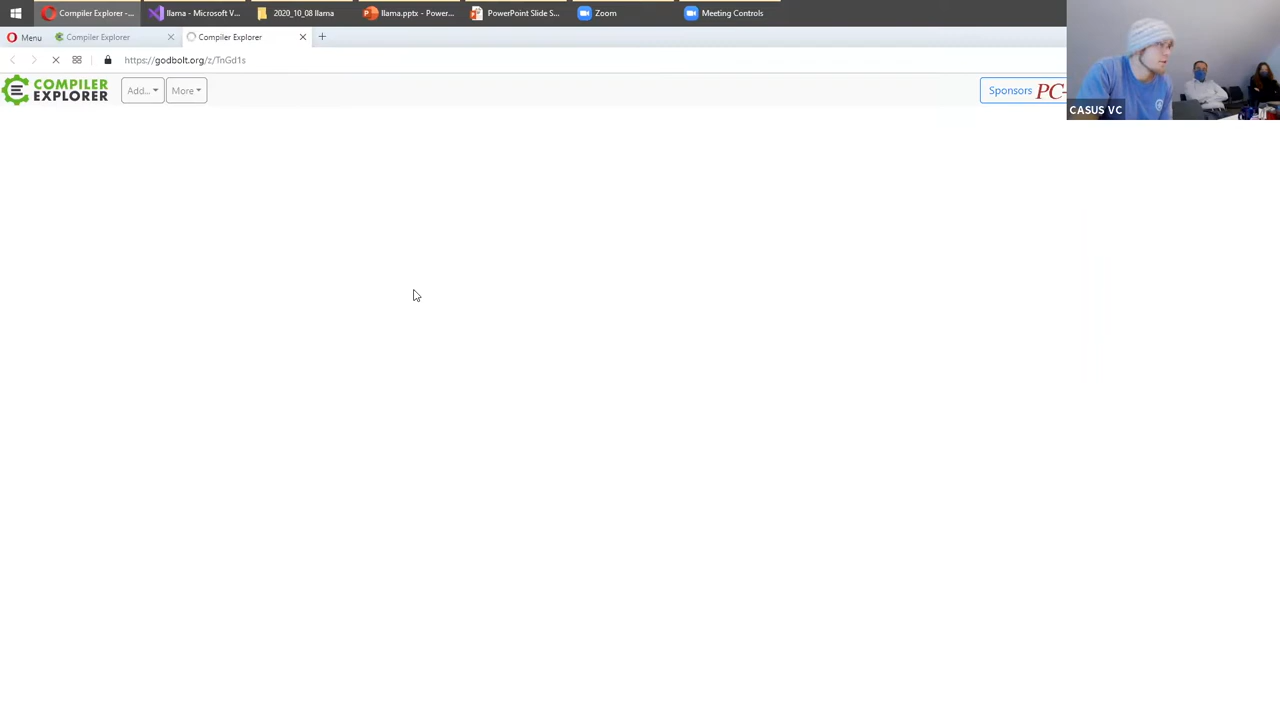 Compiler Explorer -...
llama - Microsoft V...
2020_10_08 llama
llama.pptx - Power...
PowerPoint Slide S...
Zoom
Meeting Controls
Menu
Compiler Explorer
Compiler Explorer
https://godbolt.org/z/TnGd1s
COMPILER
EXPLORER
Add...
More
Sponsors
PC-
CASUS VC